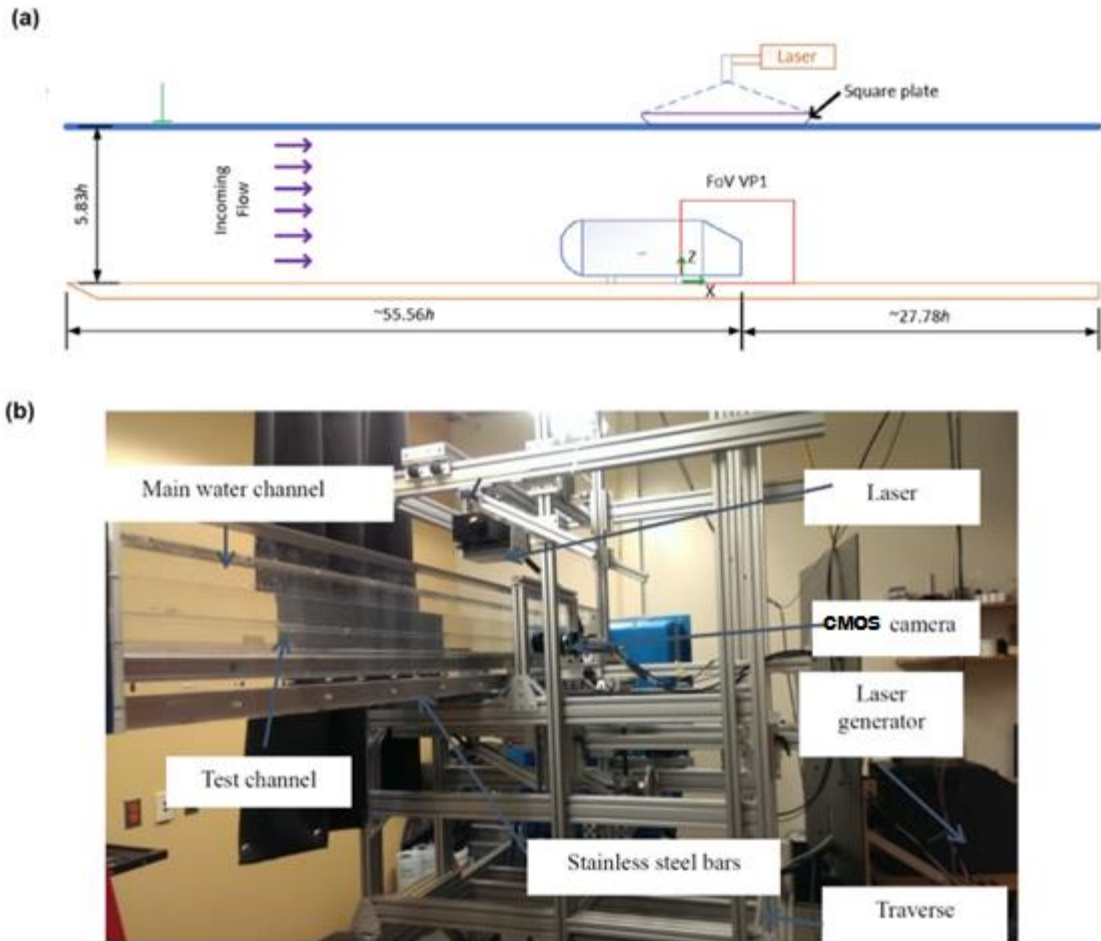 (a)
Laser
Square plate
5.83h
Incoming
Flow
FoV VP1
Z
X
~55.56h
~27.78h
(b)
Main water channel
Laser
CMOS camera
Laser
generator
Test channel
Stainless steel bars
Traverse